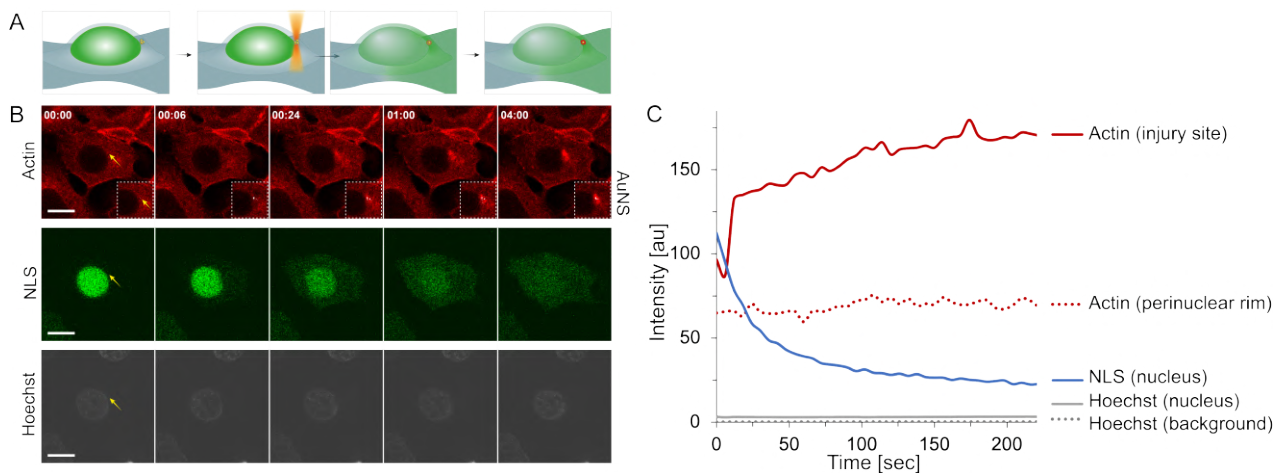 A
B
00:00
00:06
00:24
01:00
04:00
Actin
AuNS
NLS
Hoechst
C
Intensity [au]
150
100
50
0
0
50
100
150
200
Time [sec]
Actin (injury site)
Actin (perinuclear rim)
NLS (nucleus)
Hoechst (nucleus)
Hoechst (background)